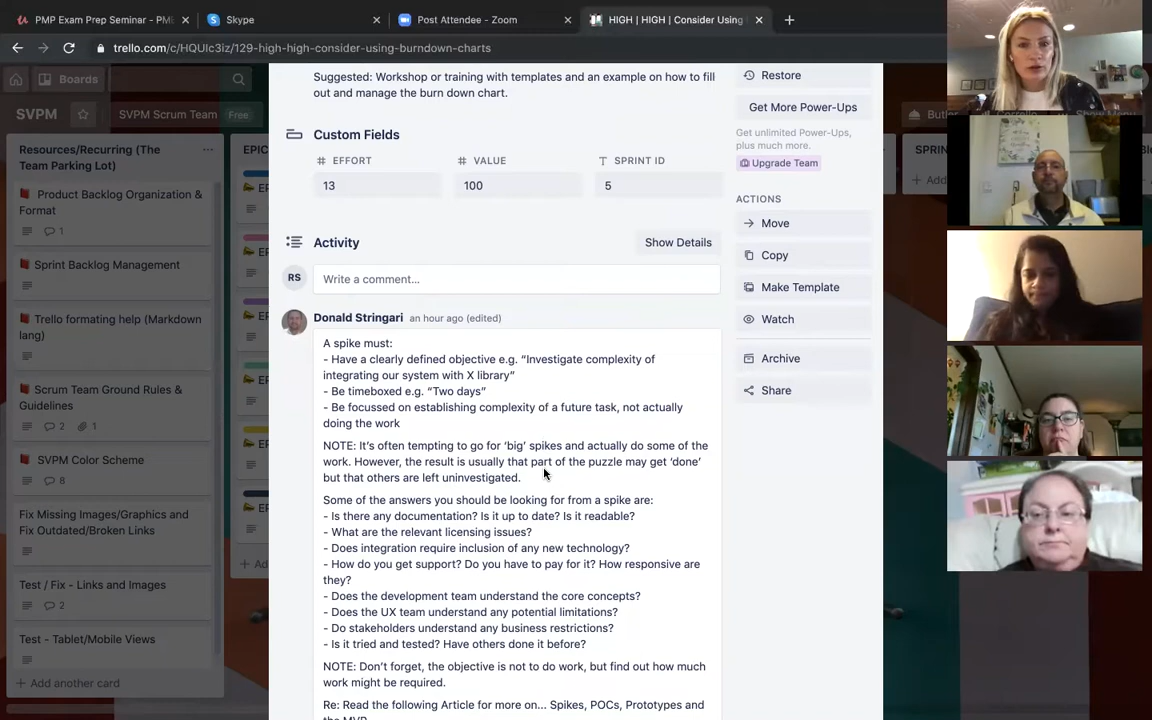 PMP Exam Prep Seminar - PM
Skype
Post Attendee - Zoom
HIGH | HIGH | Consider Using
trello.com/c/HQUIc3iz/129-high-high-consider-using-burndown-charts
Boards
SVPM
SVPM Scrum Team
Free
Butler
Corrello
Show Menu
Resources/Recurring (The
Team Parking Lot)
Product Backlog Organization &
Format
1
Sprint Backlog Management
Trello formating help (Markdown
lang)
Scrum Team Ground Rules &
Guidelines
2
1
SVPM Color Scheme
8
Fix Missing Images/Graphics and
Fix Outdated/Broken Links
Test / Fix - Links and Images
2
Test - Tablet/Mobile Views
+ Add another card
EPIC
+ Ad
SPRIN
+ Add
Suggested: Workshop or training with templates and an example on how to fill
out and manage the burn down chart.
Custom Fields
# EFFORT
# VALUE
T SPRINT ID
13
100
5
Activity
Show Details
RS
Write a comment…
Donald Stringari an hour ago (edited)
A spike must:
- Have a clearly defined objective e.g. “Investigate complexity of
integrating our system with X library”
- Be timeboxed e.g. “Two days”
- Be focussed on establishing complexity of a future task, not actually
doing the work
NOTE: It’s often tempting to go for ‘big’ spikes and actually do some of the
work. However, the result is usually that part of the puzzle may get ‘done’
but that others are left uninvestigated.
Some of the answers you should be looking for from a spike are:
- Is there any documentation? Is it up to date? Is it readable?
- What are the relevant licensing issues?
- Does integration require inclusion of any new technology?
- How do you get support? Do you have to pay for it? How responsive are
they?
- Does the development team understand the core concepts?
- Does the UX team understand any potential limitations?
- Do stakeholders understand any business restrictions?
- Is it tried and tested? Have others done it before?
NOTE: Don’t forget, the objective is not to do work, but find out how much
work might be required.
Re: Read the following Article for more on... Spikes, POCs, Prototypes and
the MVP
Restore
Get More Power-Ups
Get unlimited Power-Ups,
plus much more.
Upgrade Team
ACTIONS
Move
Copy
Make Template
Watch
Archive
Share